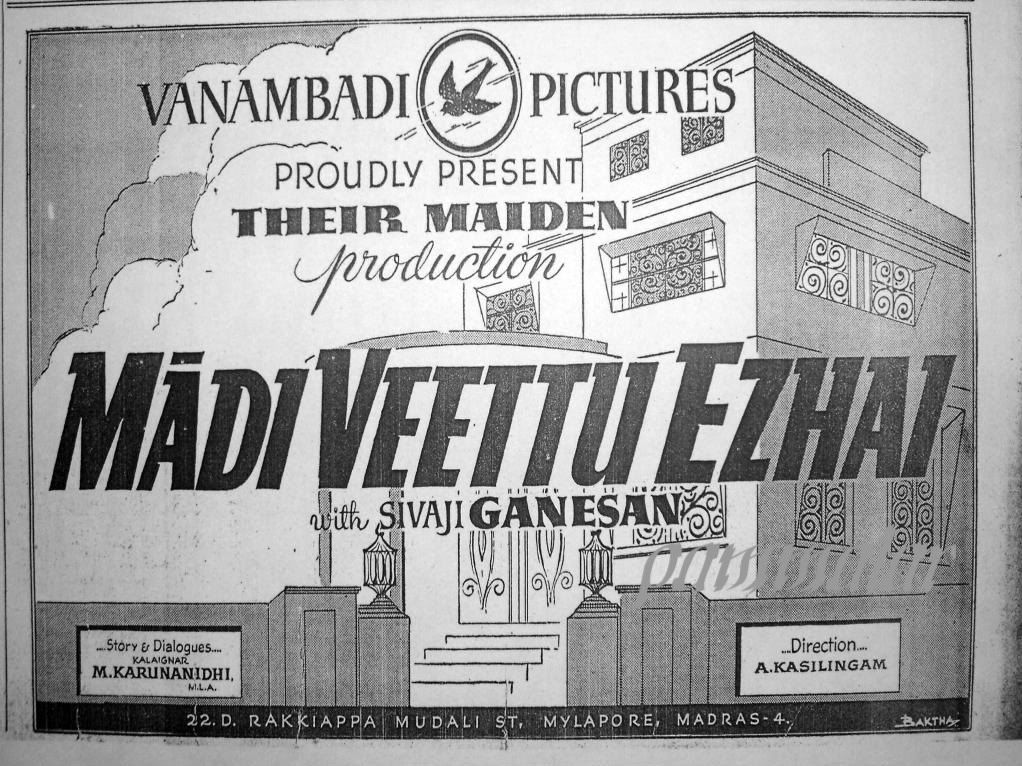 VANAMBADI PICTURES
PROUDLY PRESENT
THEIR MAIDEN
production
MĀDI VEETTU EZHAI
with SIVAJI GANESAN
....Story & Dialogues....
KALAIGNAR
M. KARUNANIDHI,
M.L.A.
....Direction....
A. KASILINGAM
22. D. RAKKIAPPA MUDALI ST, MYLAPORE, MADRAS-4.
BAKTHA